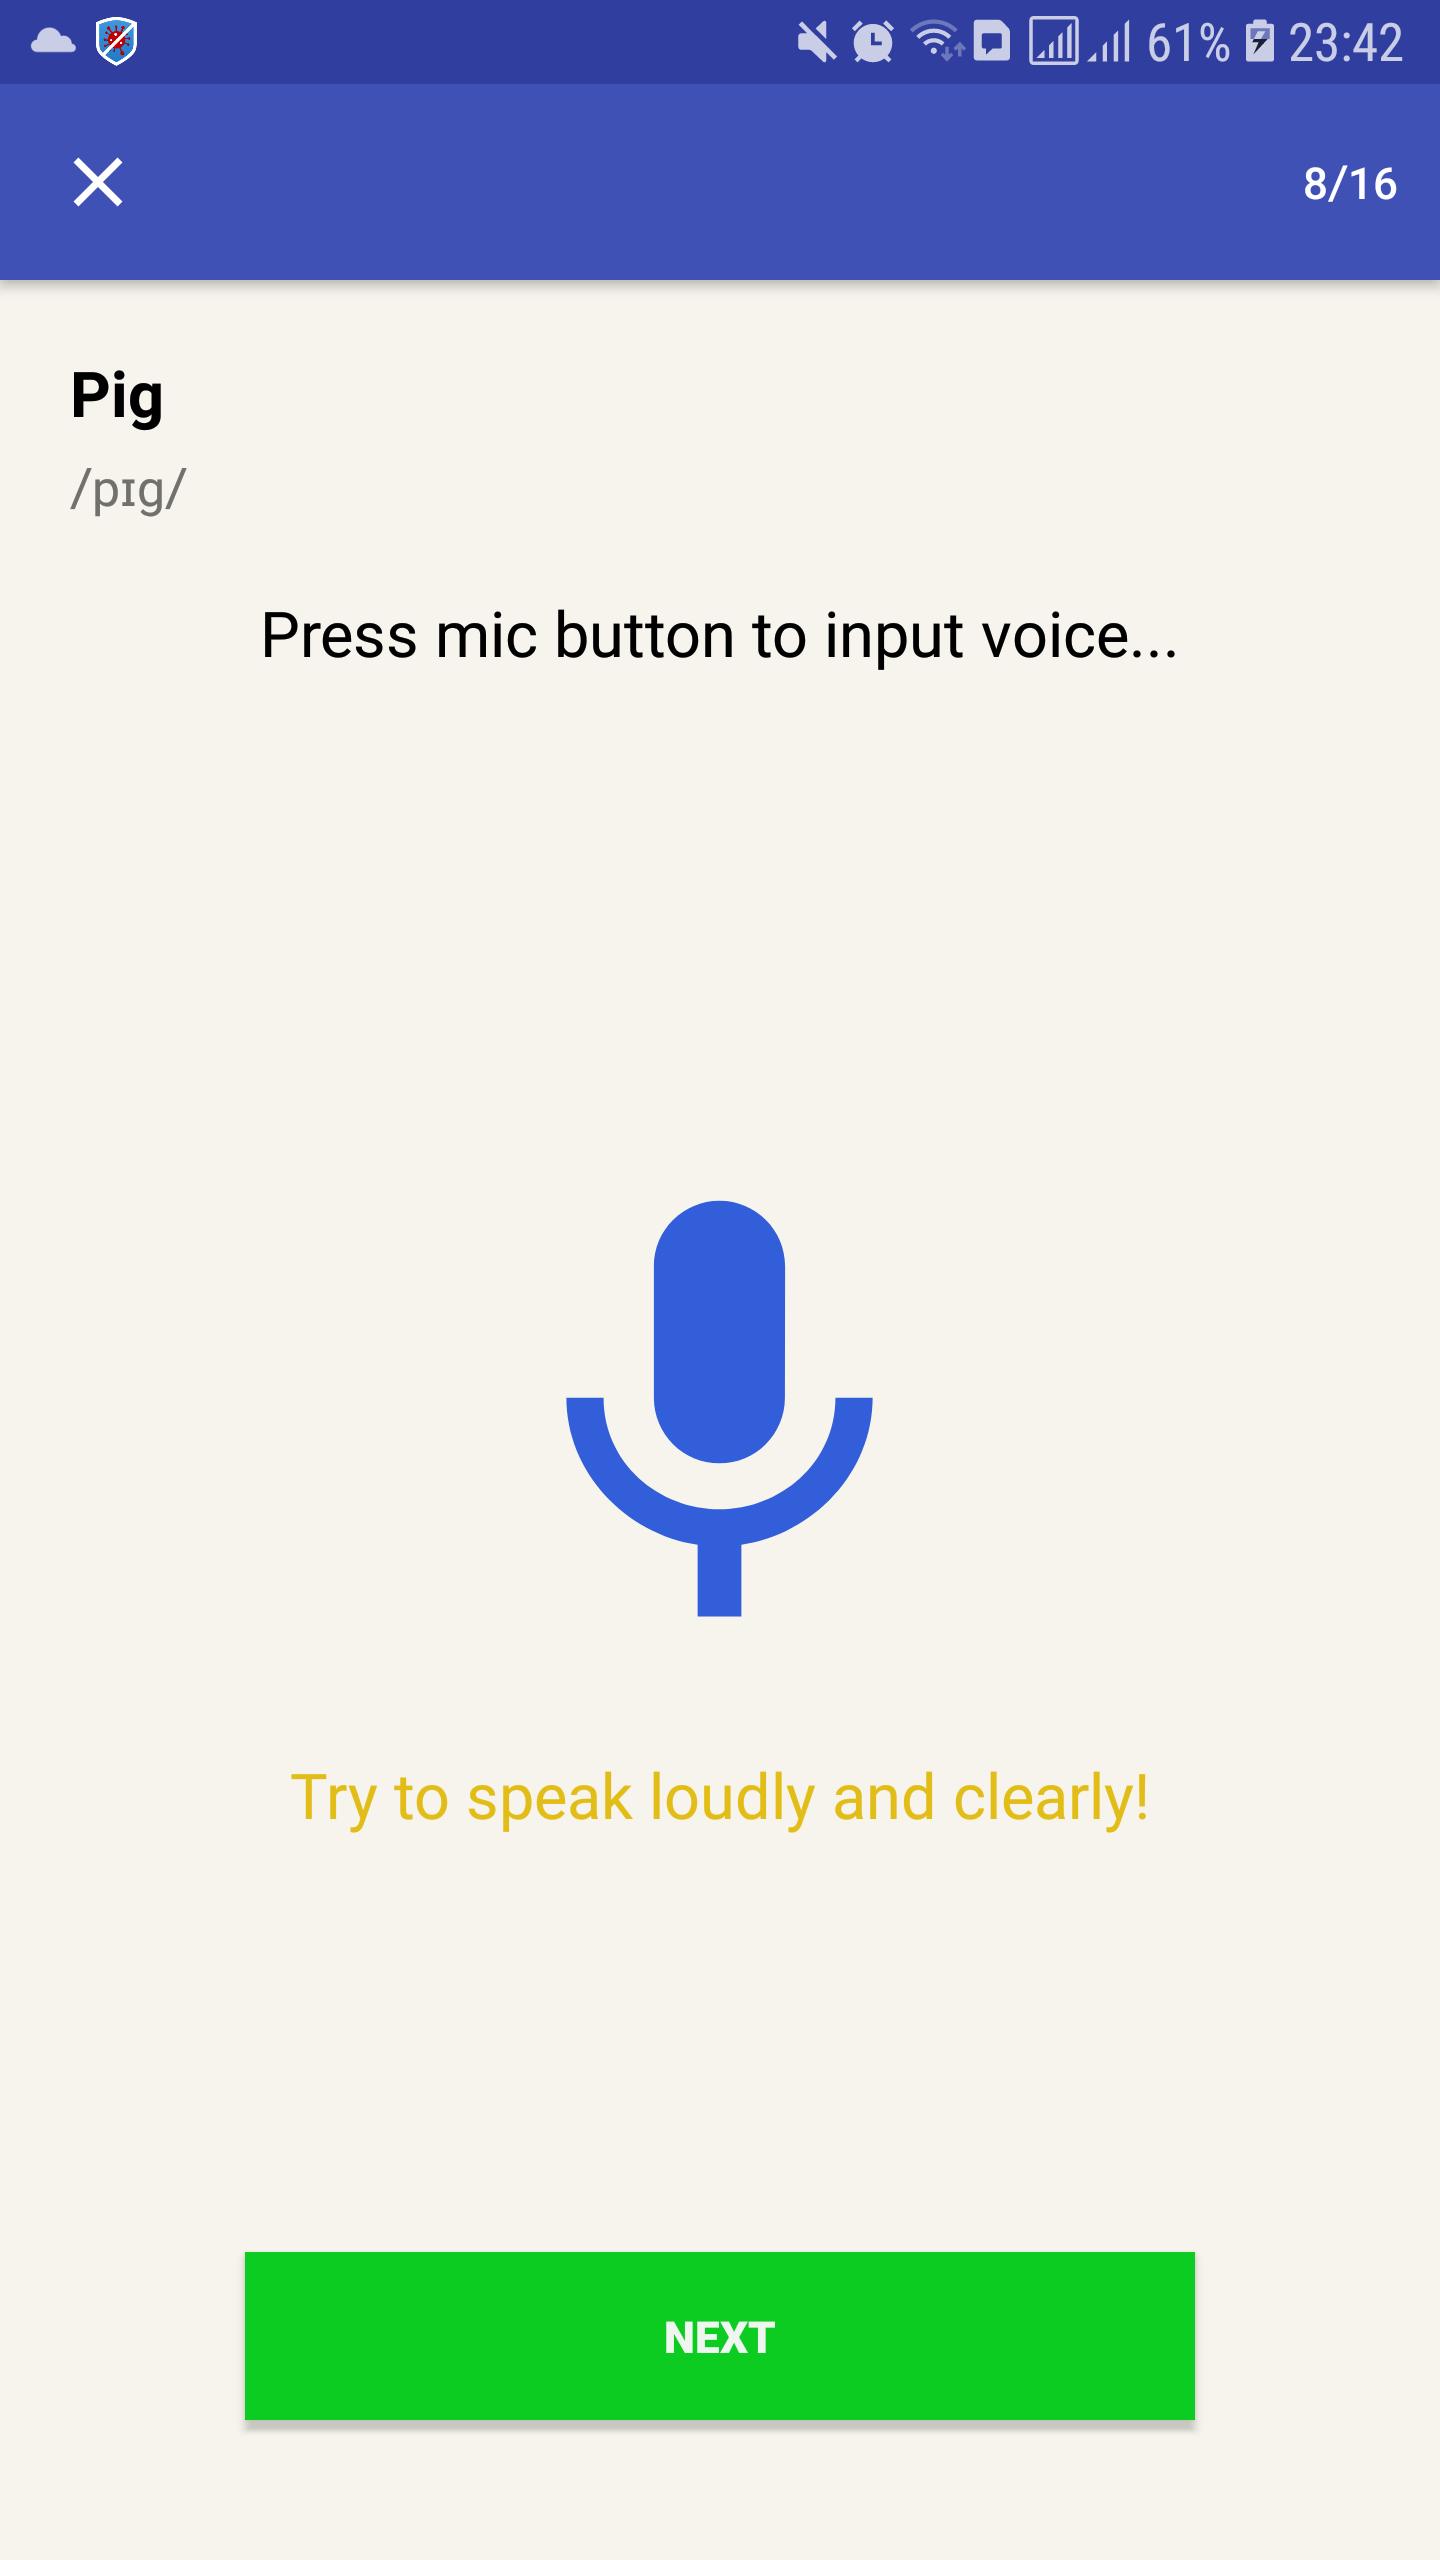 61% 23:42
8/16
Pig
/pɪg/
Press mic button to input voice...
Try to speak loudly and clearly!
NEXT